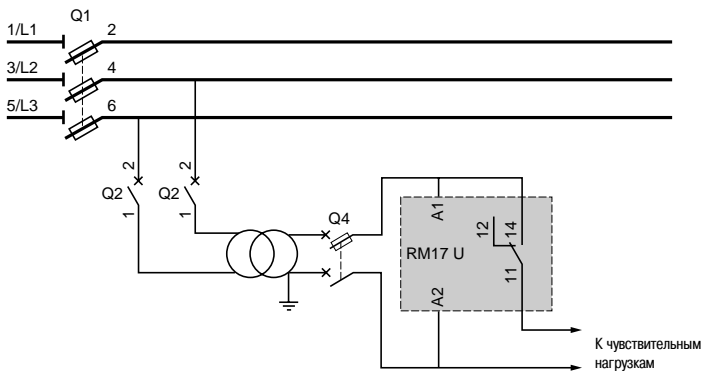 Q1
1/L1 2
3/L2 4
5/L3 6
2 2
Q2 Q2
1 1
Q4
A1
12 14
RM17 U
11
A2
К чувствительным
нагрузкам